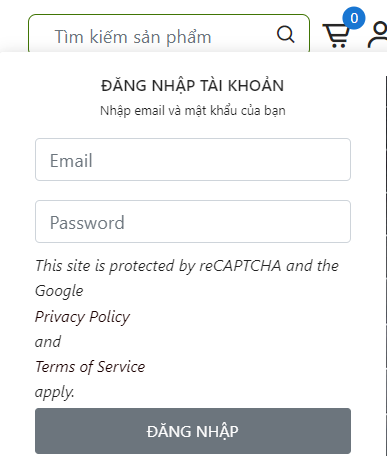 Tìm kiếm sản phẩm
0
ĐĂNG NHẬP TÀI KHOẢN
Nhập email và mật khẩu của bạn
Email
Password
This site is protected by reCAPTCHA and the
Google
Privacy Policy
and
Terms of Service
apply.
ĐĂNG NHẬP